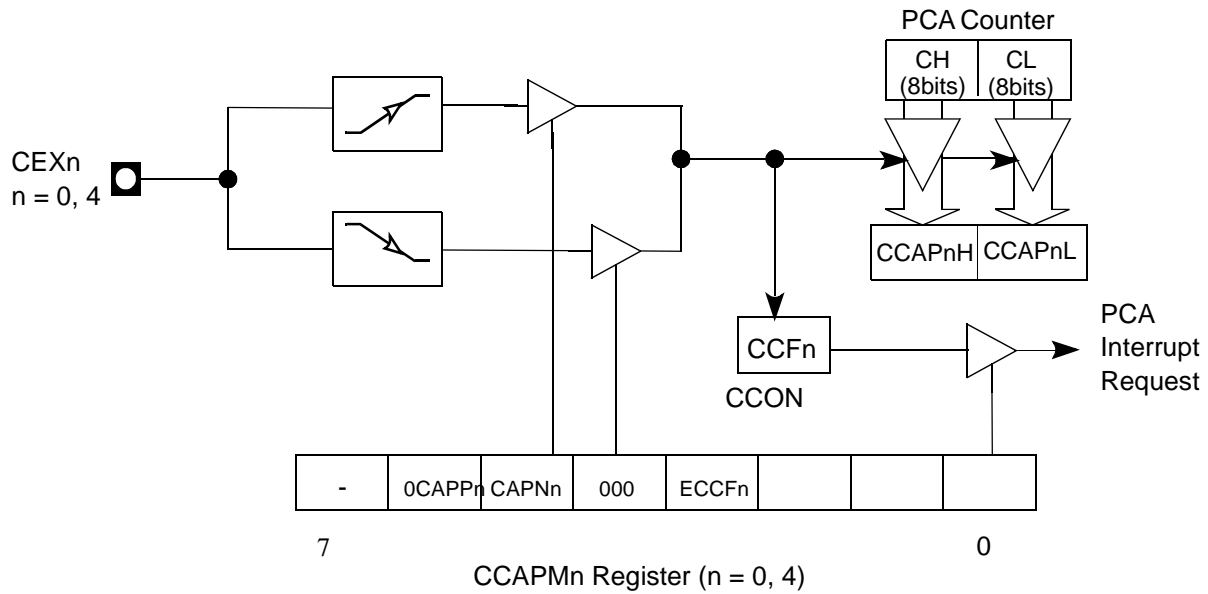 PCA Counter
CH
(8bits)
CL
(8bits)
CEXn
n = 0, 4
CCAPnH
CCAPnL
CCFn
CCON
PCA
Interrupt
Request
- 0CAPPn CAPNn 000 ECCFn
7 0
CCAPMn Register (n = 0, 4)